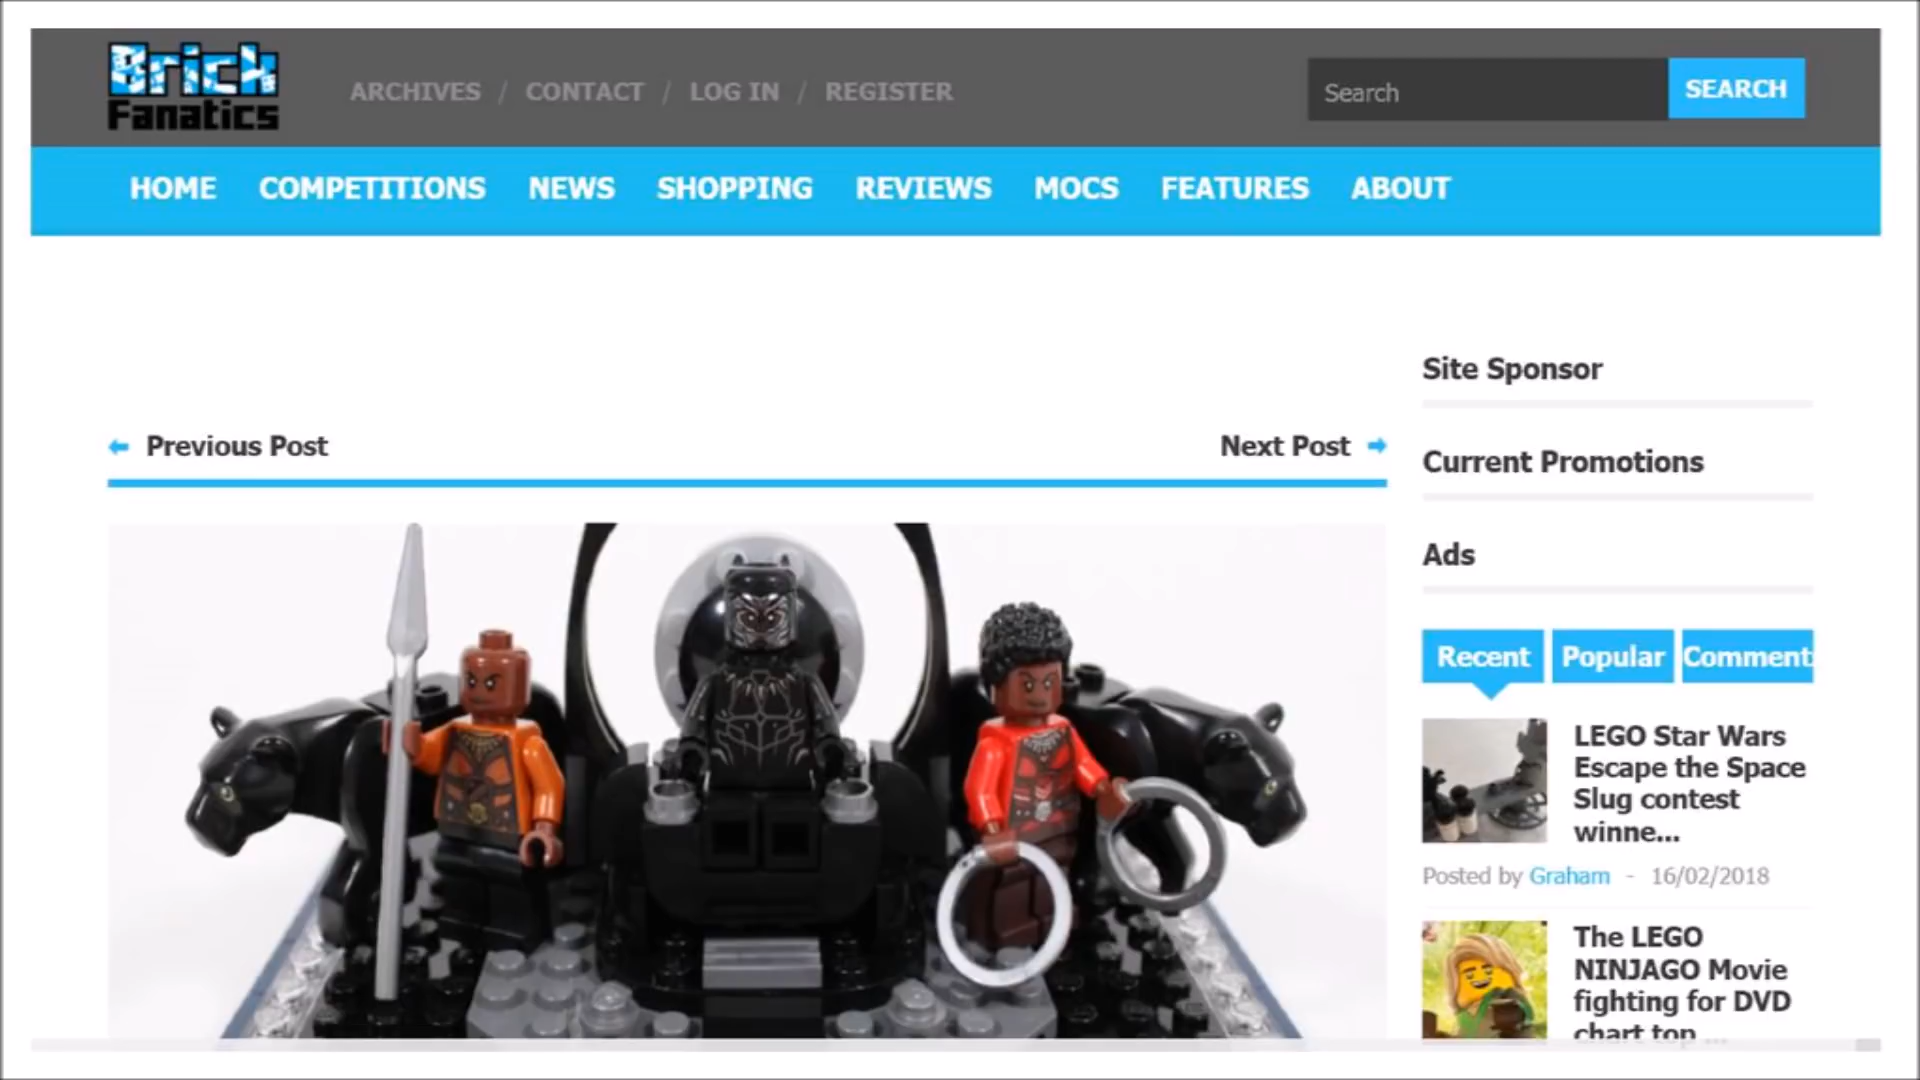 Brick
Fanatics
ARCHIVES / CONTACT / LOG IN / REGISTER
Search
SEARCH
HOME COMPETITIONS NEWS SHOPPING REVIEWS MOCS FEATURES ABOUT
Previous Post
Next Post
Site Sponsor
Current Promotions
Ads
Recent Popular Comment
LEGO Star Wars
Escape the Space
Slug contest
winne...
Posted by Graham - 16/02/2018
The LEGO
NINJAGO Movie
fighting for DVD
chart top ...